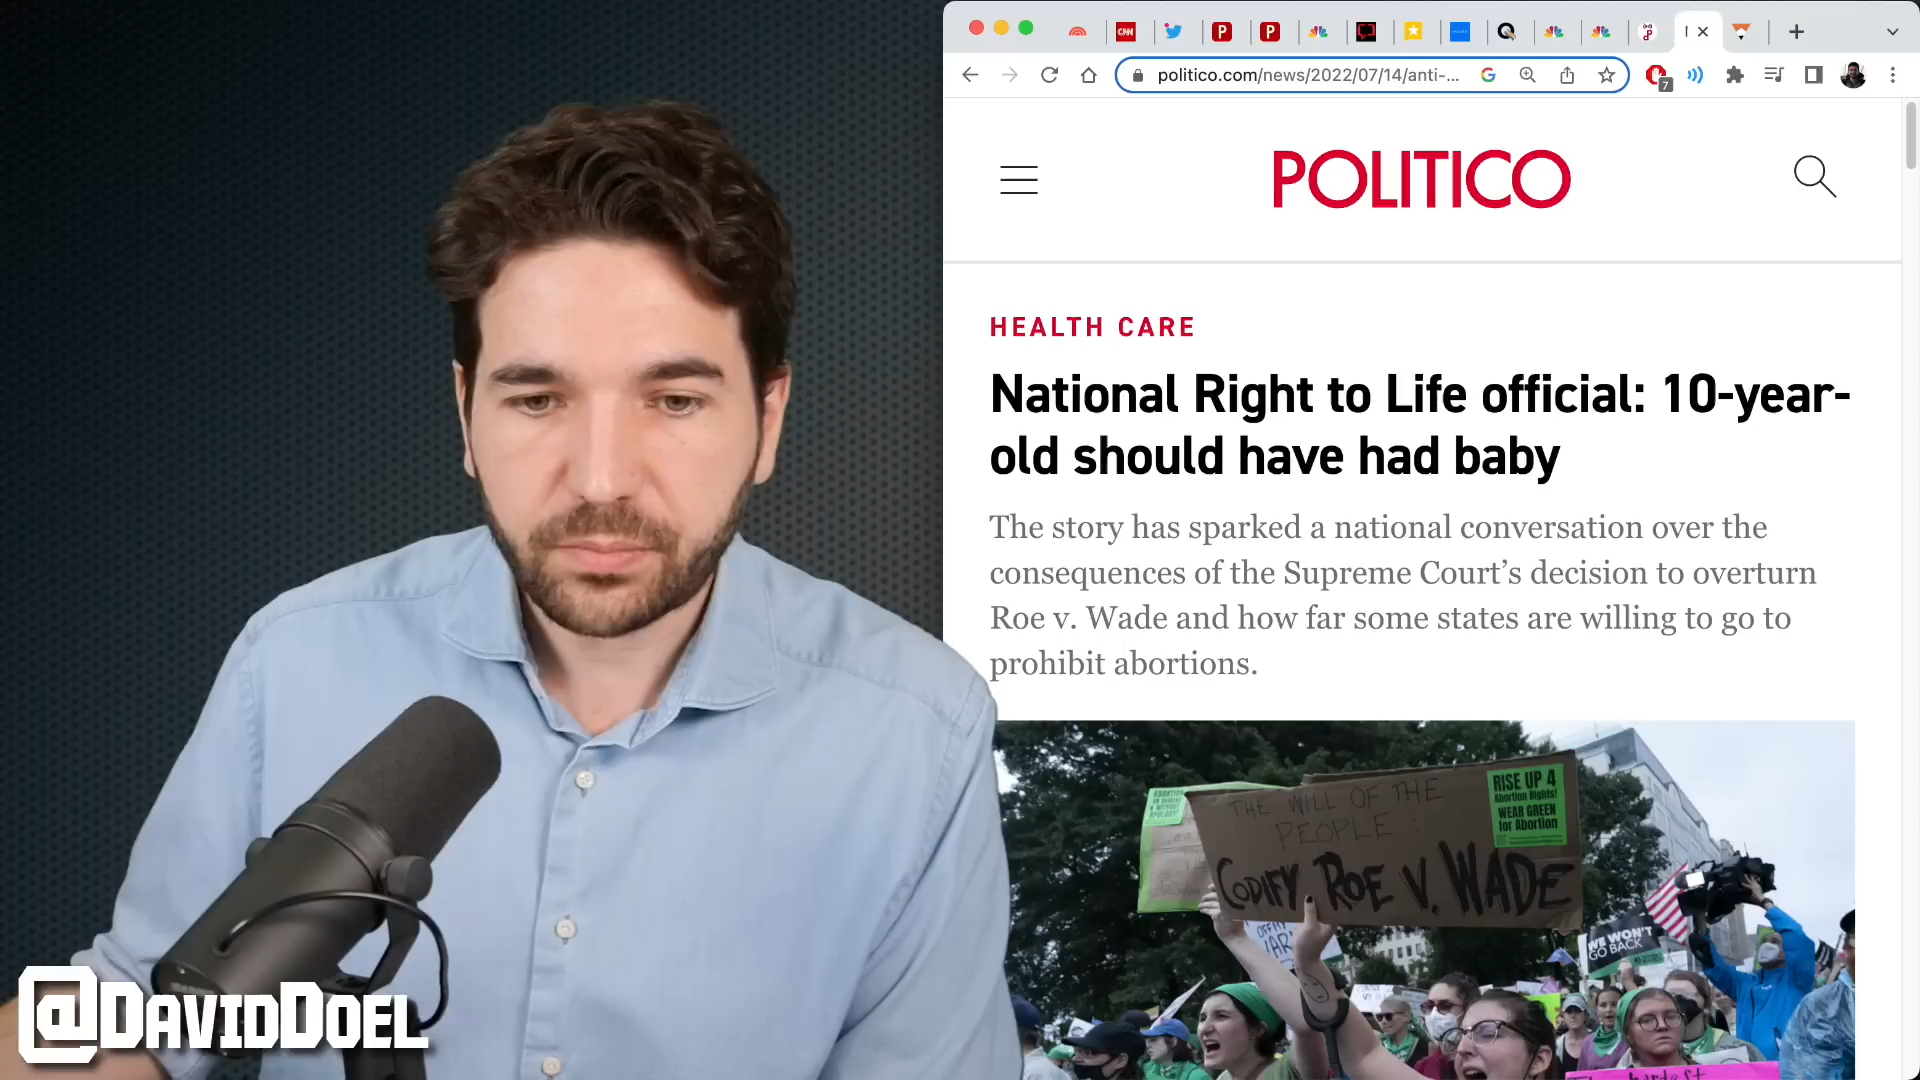 politico.com/news/2022/07/14/anti-...
7
POLITICO
HEALTH CARE
National Right to Life official: 10-year-
old should have had baby
The story has sparked a national conversation over the
consequences of the Supreme Court’s decision to overturn
Roe v. Wade and how far some states are willing to go to
prohibit abortions.
THE WILL OF THE
PEOPLE:
CODIFY ROE V. WADE
RISE UP 4
Abortion Rights!
WEAR GREEN
for Abortion
WE WON'T
GO BACK
@DAVIDDOEL